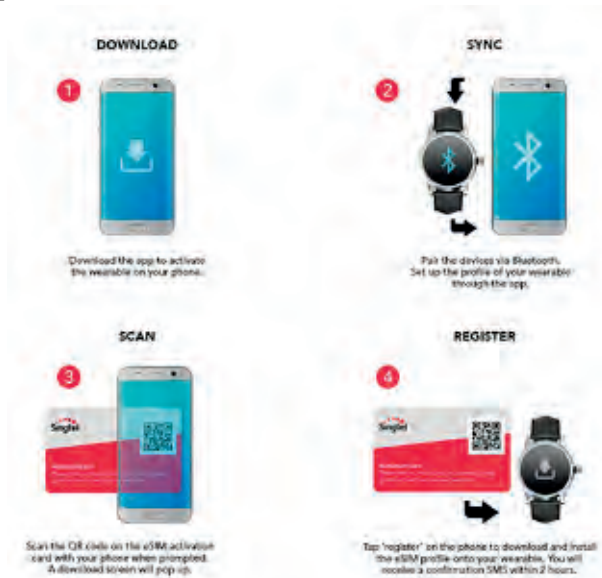 DOWNLOAD
1
Download the app to activate
the wearable on your phone.
SYNC
2
Pair the devices via Bluetooth.
Set up the profile of your wearable
through the app.
SCAN
3
Singtel
Scan the QR code on the eSIM activation
card with your phone when prompted.
A download screen will pop up.
REGISTER
4
Singtel
Tap 'register' on the phone to download and install
the eSIM profile onto your wearable. You will
receive a confirmation SMS within 2 hours.